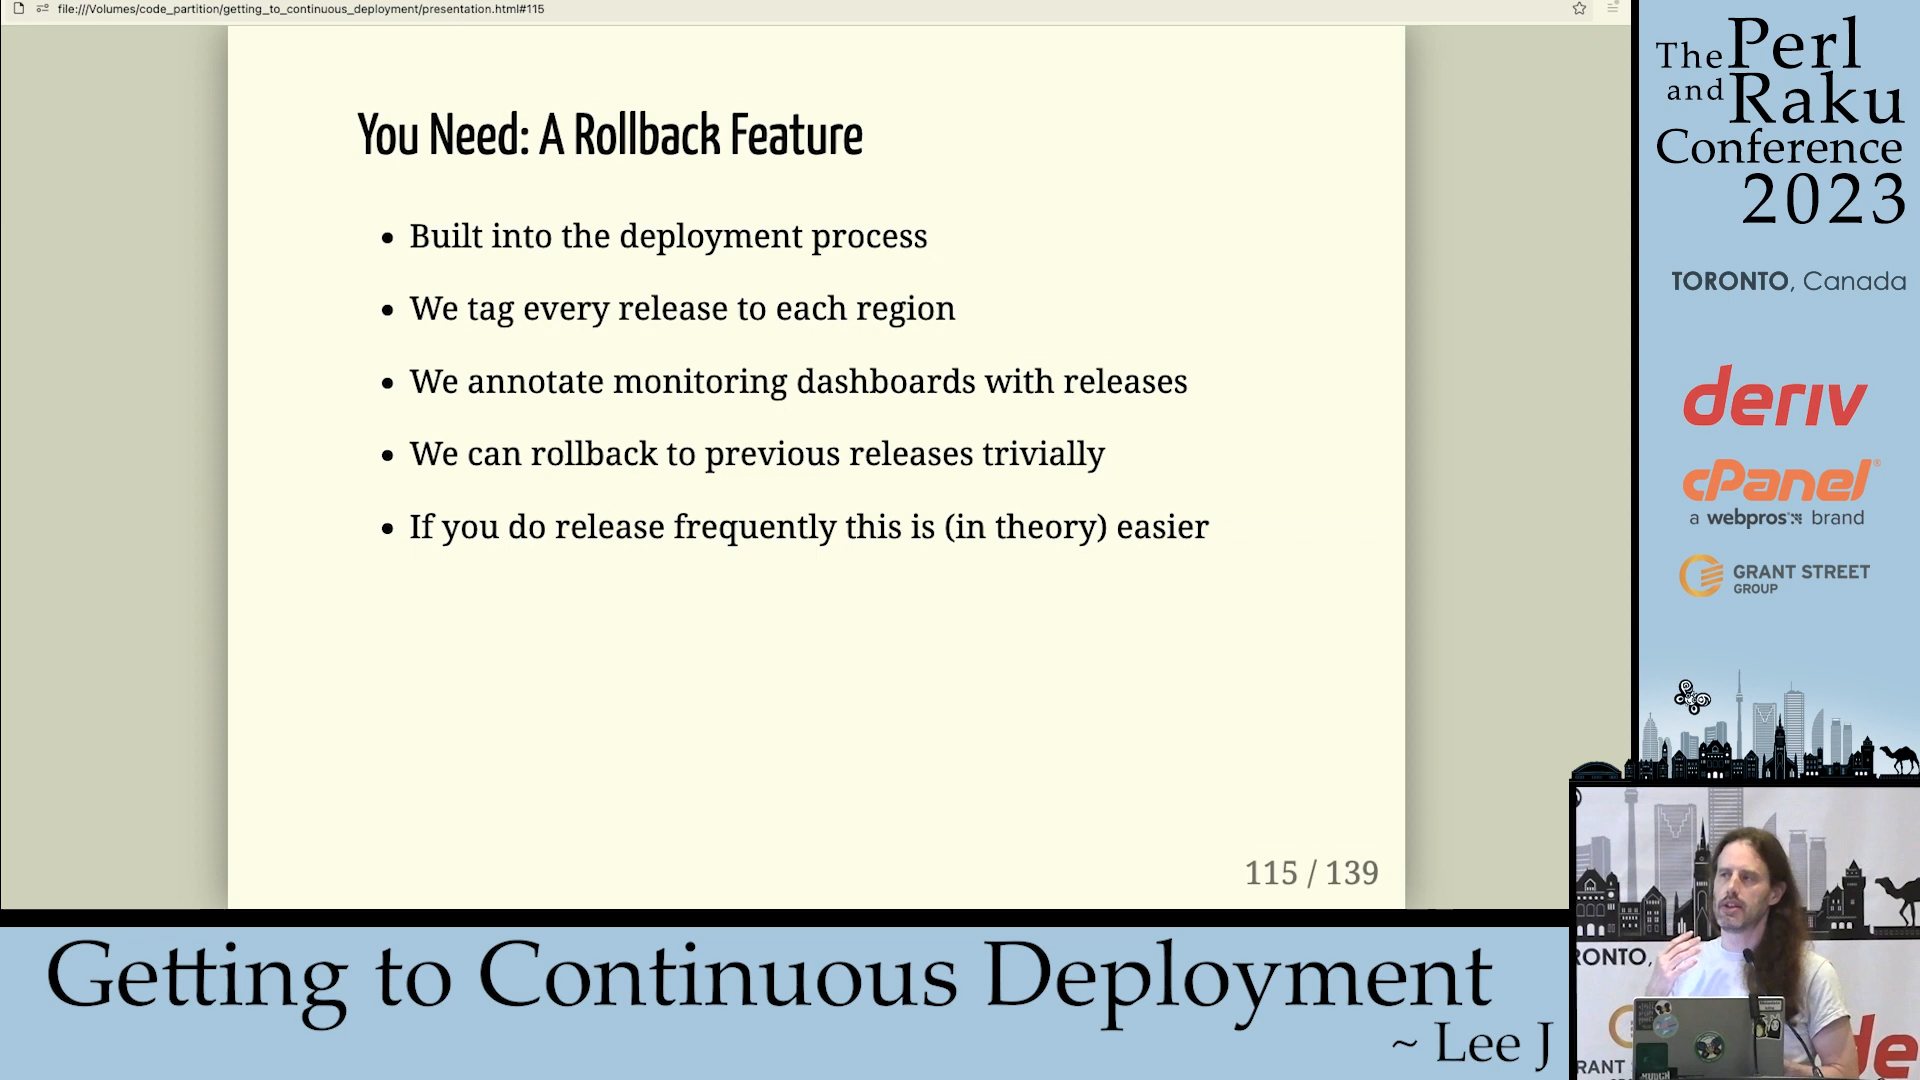 file:///Volumes/code_partition/getting_to_continuous_deployment/presentation.html#115
You Need: A Rollback Feature
Built into the deployment process
We tag every release to each region
We annotate monitoring dashboards with releases
We can rollback to previous releases trivially
If you do release frequently this is (in theory) easier
115 / 139
The Perl
and Raku
Conference
2023
TORONTO, Canada
deriv
cPanel®
a webpros brand
GRANT STREET
GROUP
Getting to Continuous Deployment
~ Lee J
RONTO,
RANT S
de